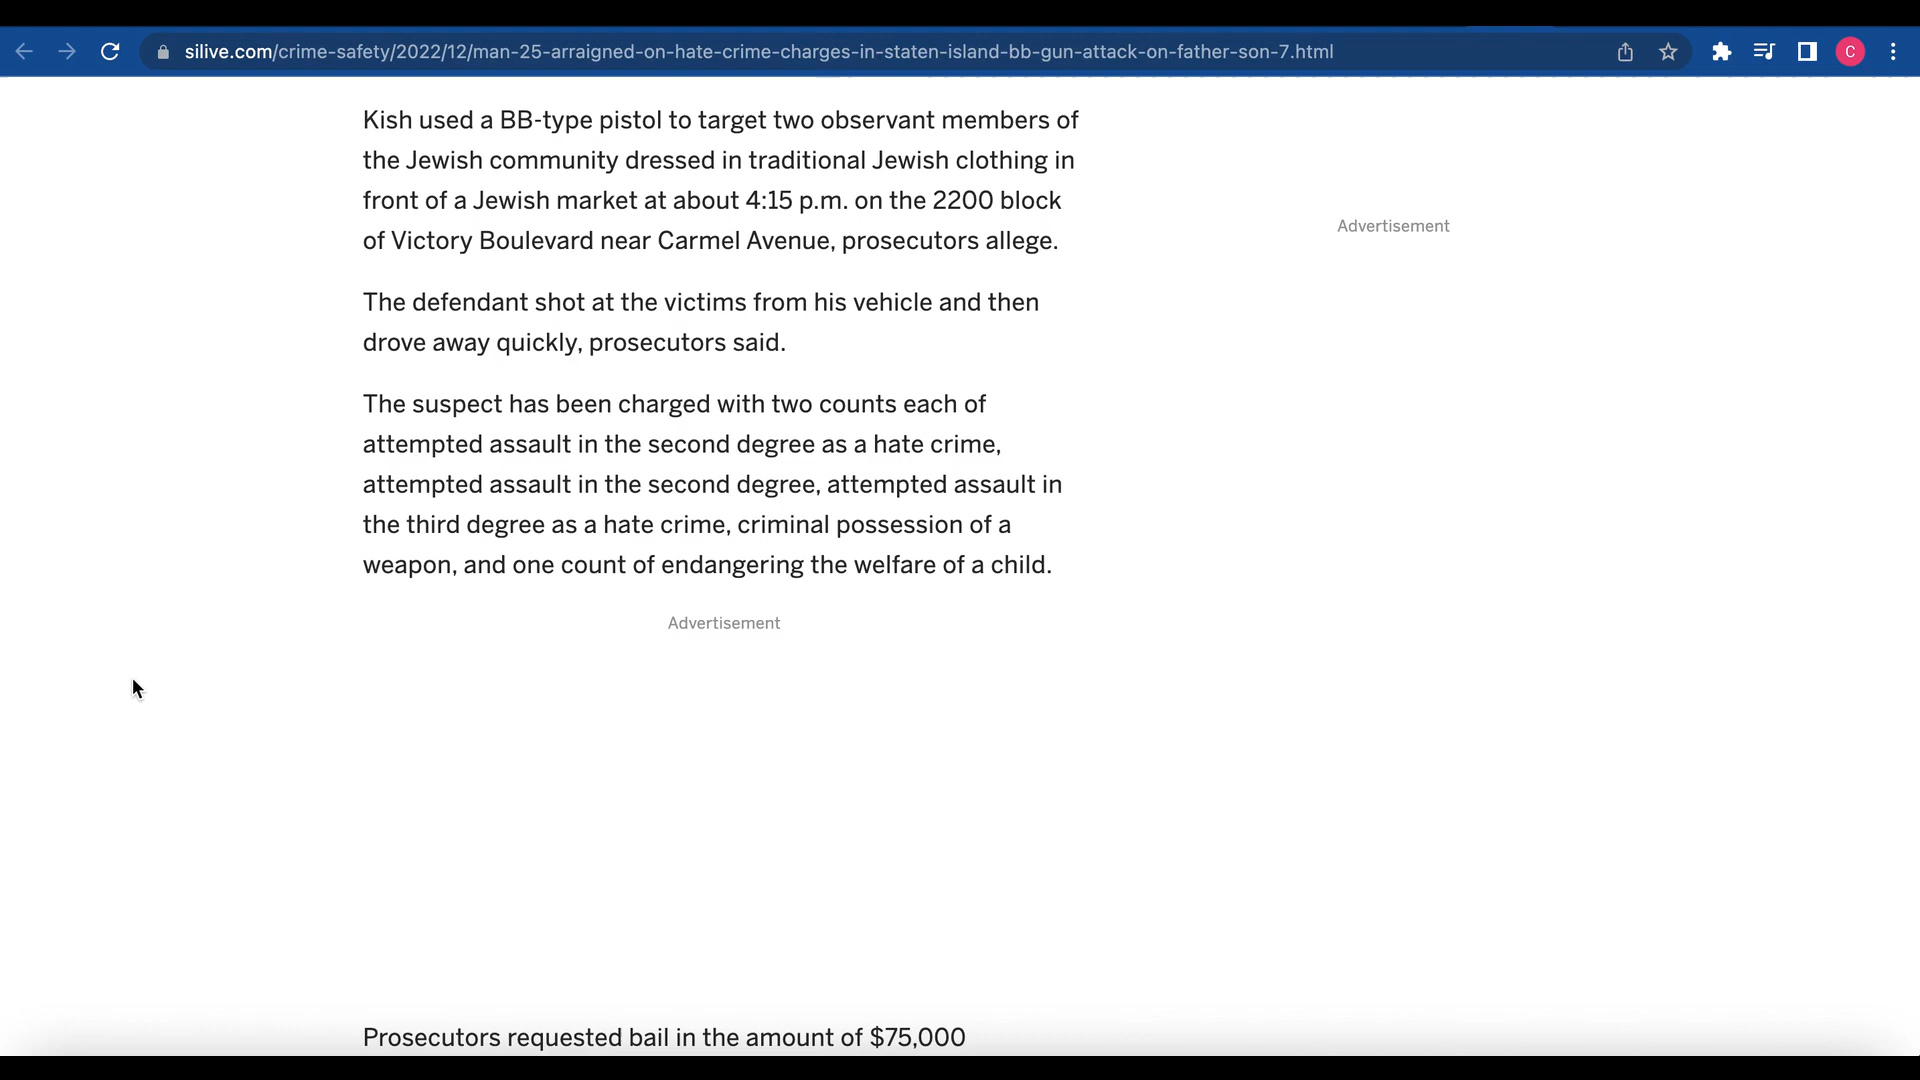 silive.com/crime-safety/2022/12/man-25-arraigned-on-hate-crime-charges-in-staten-island-bb-gun-attack-on-father-son-7.html
C
Kish used a BB-type pistol to target two observant members of
the Jewish community dressed in traditional Jewish clothing in
front of a Jewish market at about 4:15 p.m. on the 2200 block
of Victory Boulevard near Carmel Avenue, prosecutors allege.
Advertisement
The defendant shot at the victims from his vehicle and then
drove away quickly, prosecutors said.
The suspect has been charged with two counts each of
attempted assault in the second degree as a hate crime,
attempted assault in the second degree, attempted assault in
the third degree as a hate crime, criminal possession of a
weapon, and one count of endangering the welfare of a child.
Advertisement
Prosecutors requested bail in the amount of $75,000